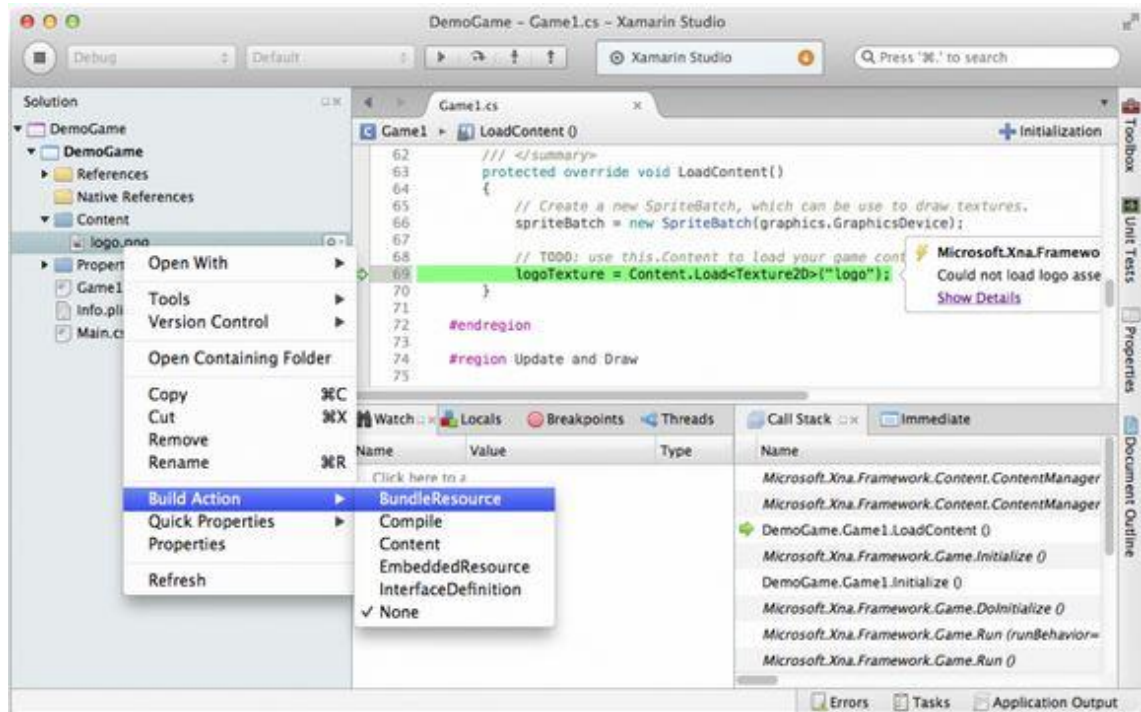 DemoGame – Game1.cs – Xamarin Studio
Debug
Default
Xamarin Studio
Press '⌘.' to search
Solution
DemoGame
DemoGame
References
Native References
Content
logo.png
Propert
Game1
Info.pli
Main.cs
Open With
Tools
Version Control
Open Containing Folder
Copy ⌘C
Cut ⌘X
Remove
Rename ⌘R
Build Action
Quick Properties
Properties
Refresh
BundleResource
Compile
Content
EmbeddedResource
InterfaceDefinition
✓ None
Game1.cs
Game1 ▸ LoadContent ()
Initialization
62 /// </summary>
63 protected override void LoadContent()
64 {
65 // Create a new SpriteBatch, which can be use to draw textures.
66 spriteBatch = new SpriteBatch(graphics.GraphicsDevice);
67
68 // TODO: use this.Content to load your game cont
69 logoTexture = Content.Load<Texture2D>("logo");
70 }
71
72 #endregion
73
74 #region Update and Draw
75
Microsoft.Xna.Framewo
Could not load logo asse
Show Details
Watch
Locals
Breakpoints
Threads
Name Value Type
Click here to a
Call Stack
Immediate
Name
Microsoft.Xna.Framework.Content.ContentManager
Microsoft.Xna.Framework.Content.ContentManager
DemoGame.Game1.LoadContent ()
Microsoft.Xna.Framework.Game.Initialize ()
DemoGame.Game1.Initialize ()
Microsoft.Xna.Framework.Game.DoInitialize ()
Microsoft.Xna.Framework.Game.Run (runBehavior=
Microsoft.Xna.Framework.Game.Run ()
Toolbox
Unit Tests
Properties
Document Outline
Errors
Tasks
Application Output